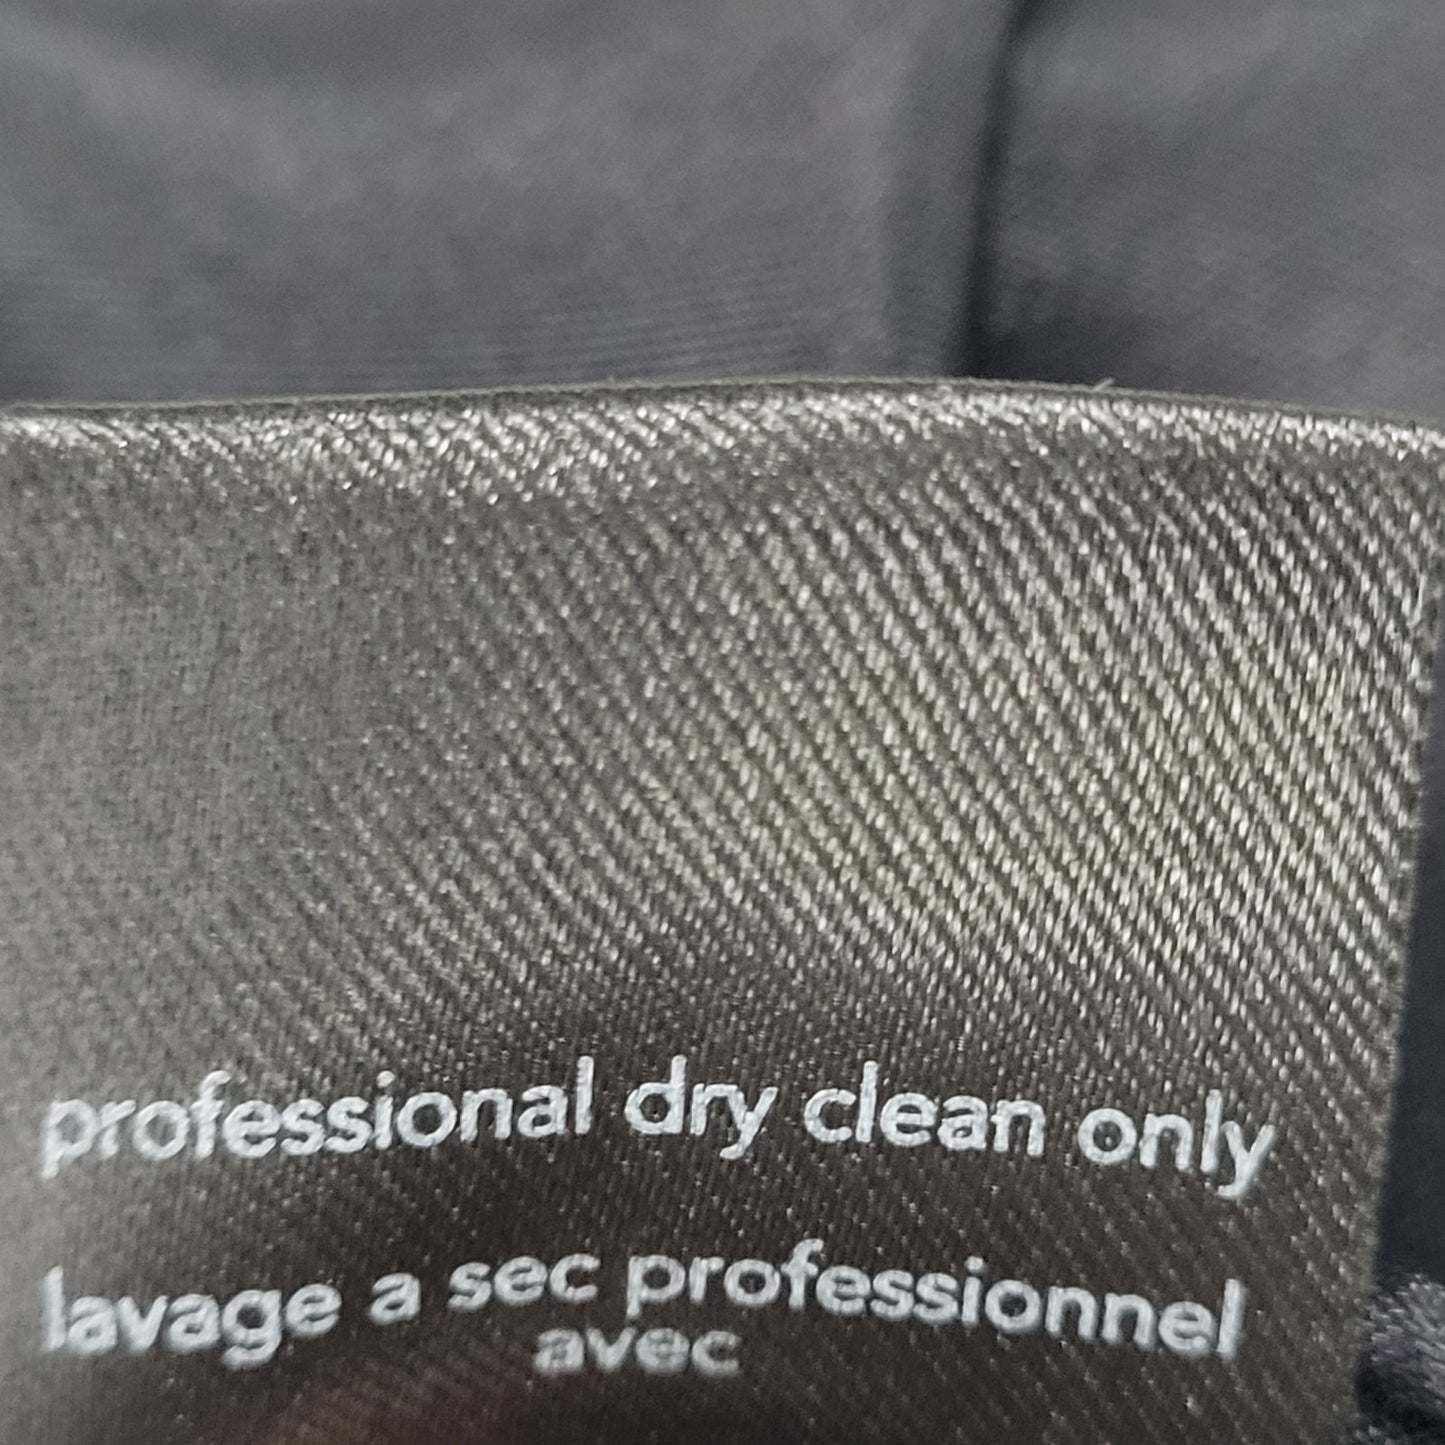 professional dry clean only
lavage a sec professionnel
avec